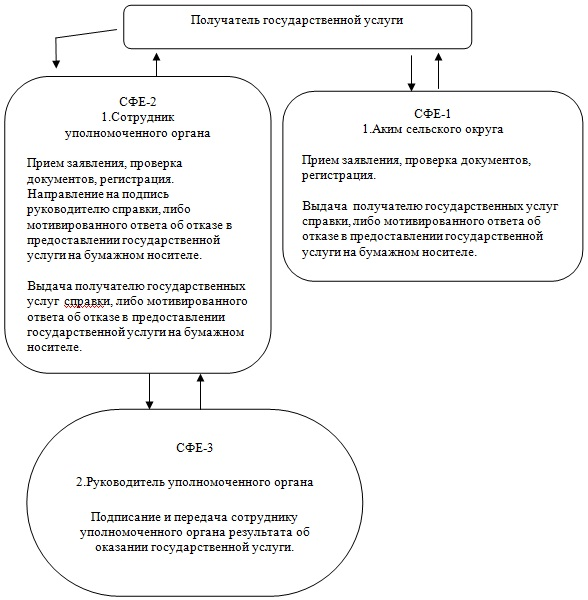 Получатель государственной услуги
СФЕ-2
1.Сотрудник
уполномоченного органа
Прием заявления, проверка
документов, регистрация.
Направление на подпись
руководителю справки, либо
мотивированного ответа об отказе в
предоставлении государственной
услуги на бумажном носителе.
Выдача получателю государственных
услуг справки, либо мотивированного
ответа об отказе в предоставлении
государственной услуги на бумажном
носителе.
СФЕ-1
1.Аким сельского округа
Прием заявления, проверка документов,
регистрация.
Выдача получателю государственных услуг
справки, либо мотивированного ответа об
отказе в предоставлении государственной
услуги на бумажном носителе.
СФЕ-3
2.Руководитель уполномоченного органа
Подписание и передача сотруднику
уполномоченного органа результата об
оказании государственной услуги.